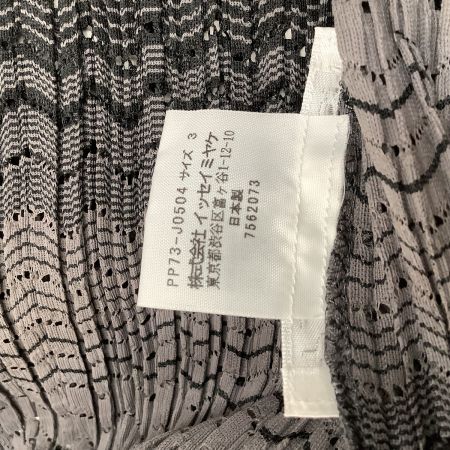 PP73-J0504 サイズ 3
株式会社 イッセイ ミヤケ
東京都渋谷区富ヶ谷1-12-10
日本製
7562073